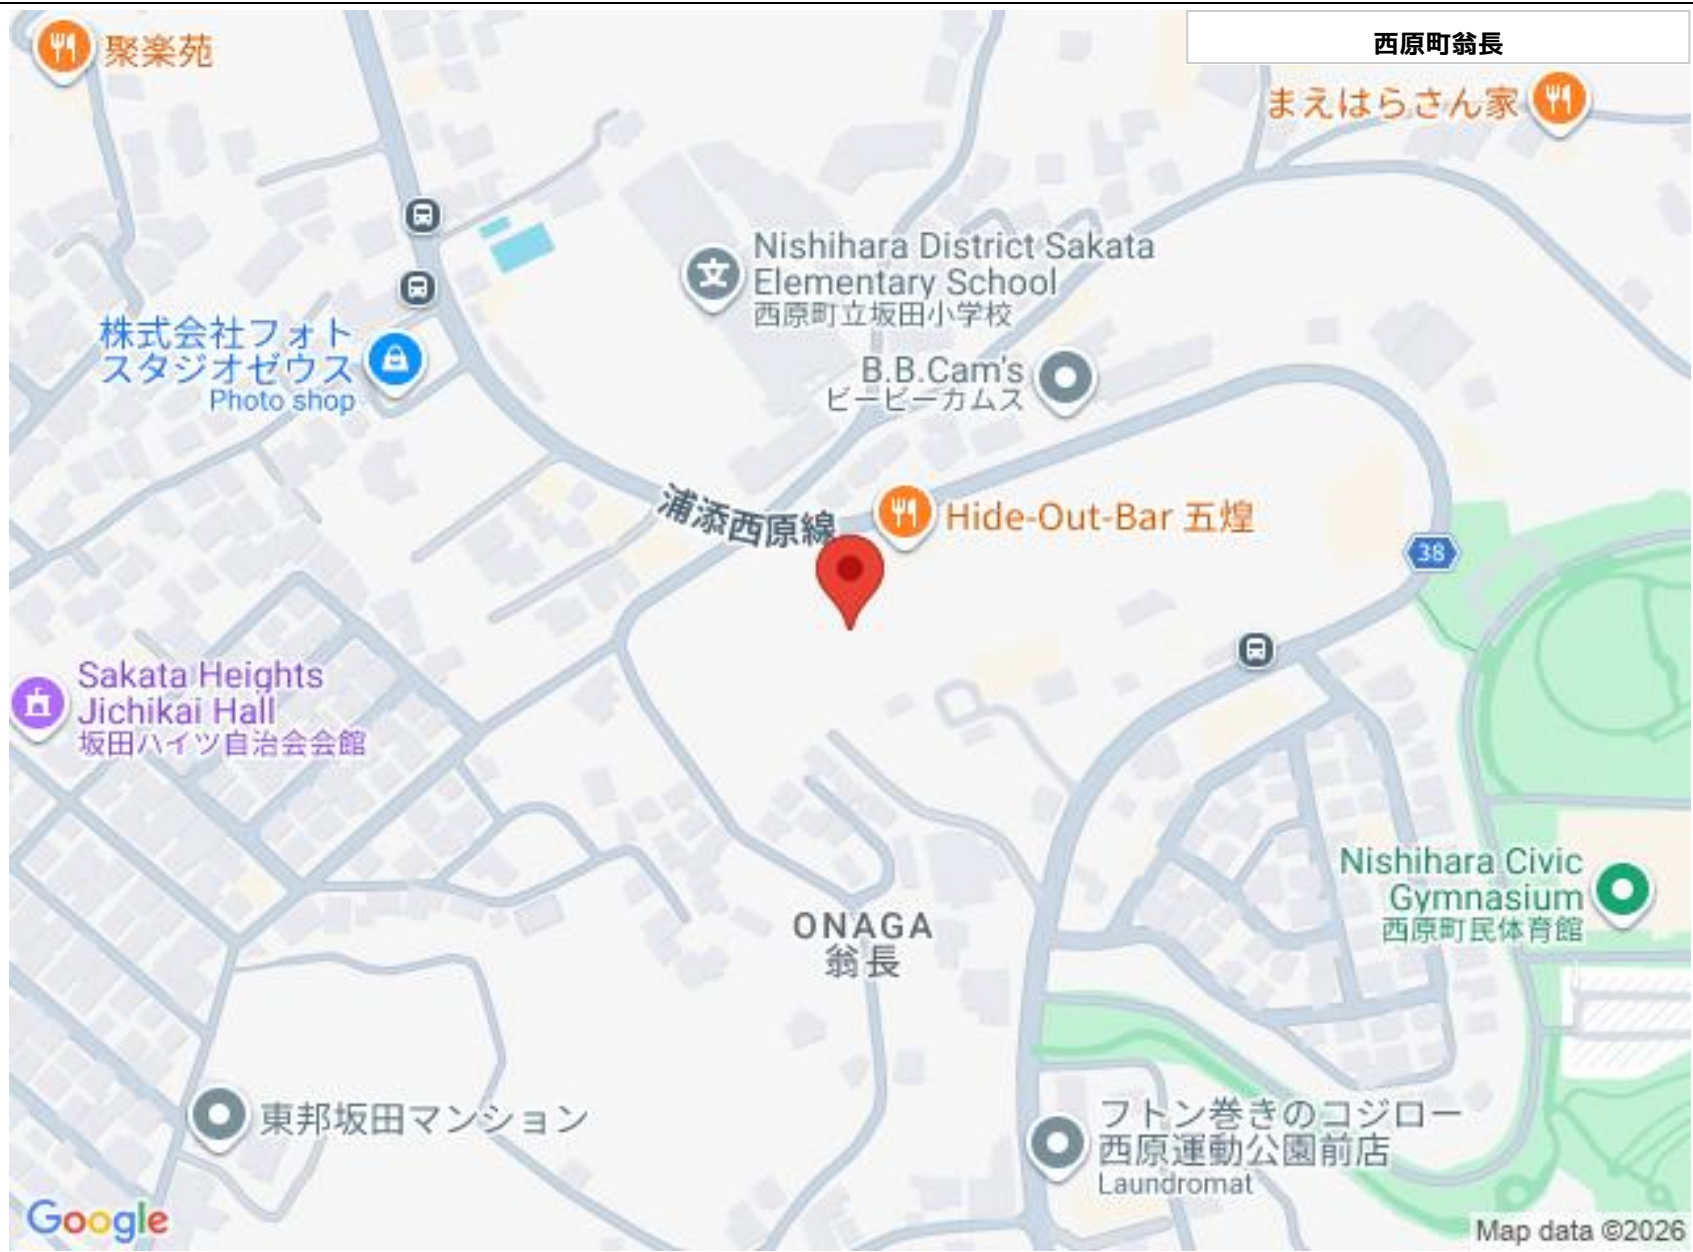 西原町翁長
聚楽苑
まえはらさん家
Nishihara District Sakata
Elementary School
西原町立坂田小学校
株式会社フォト
スタジオゼウス
Photo shop
B.B.Cam's
ビービーカムス
浦添西原線
Hide-Out-Bar 五煌
38
Sakata Heights
Jichikai Hall
坂田ハイツ自治会会館
Nishihara Civic
Gymnasium
西原町民体育館
ONAGA
翁長
東邦坂田マンション
フトン巻きのコジロー
西原運動公園前店
Laundromat
Google
Map data ©2026